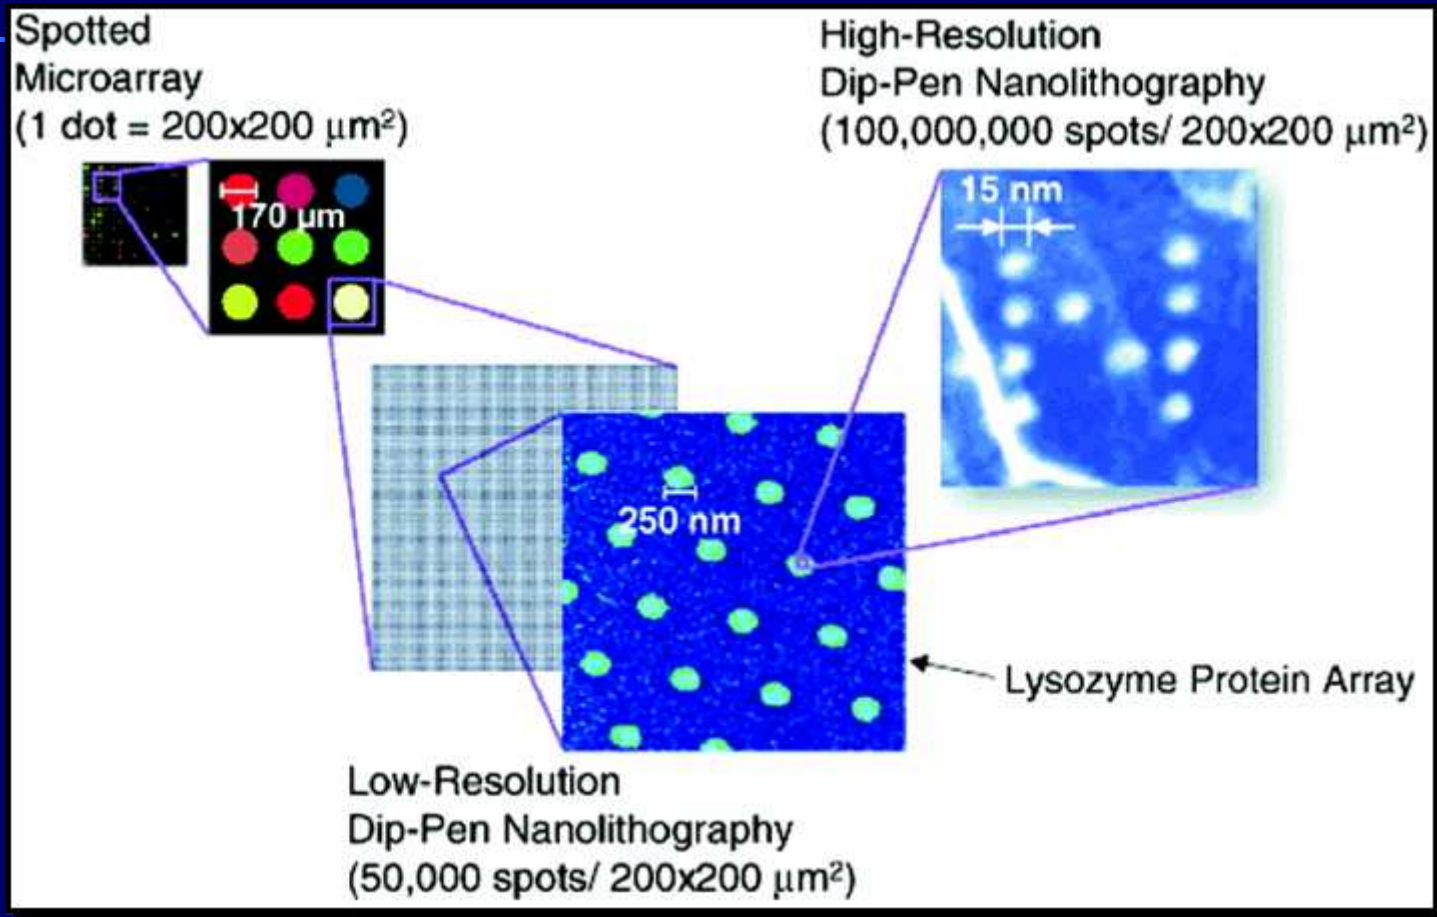 Spotted
Microarray
(1 dot = 200x200 μm²)
170 μm
High-Resolution
Dip-Pen Nanolithography
(100,000,000 spots/ 200x200 μm²)
15 nm
250 nm
Lysozyme Protein Array
Low-Resolution
Dip-Pen Nanolithography
(50,000 spots/ 200x200 μm²)